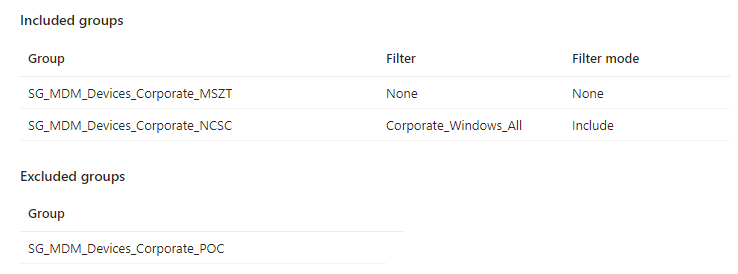 Included groups
Group Filter Filter mode
SG_MDM_Devices_Corporate_MSZT None None
SG_MDM_Devices_Corporate_NCSC Corporate_Windows_All Include
Excluded groups
Group
SG_MDM_Devices_Corporate_POC